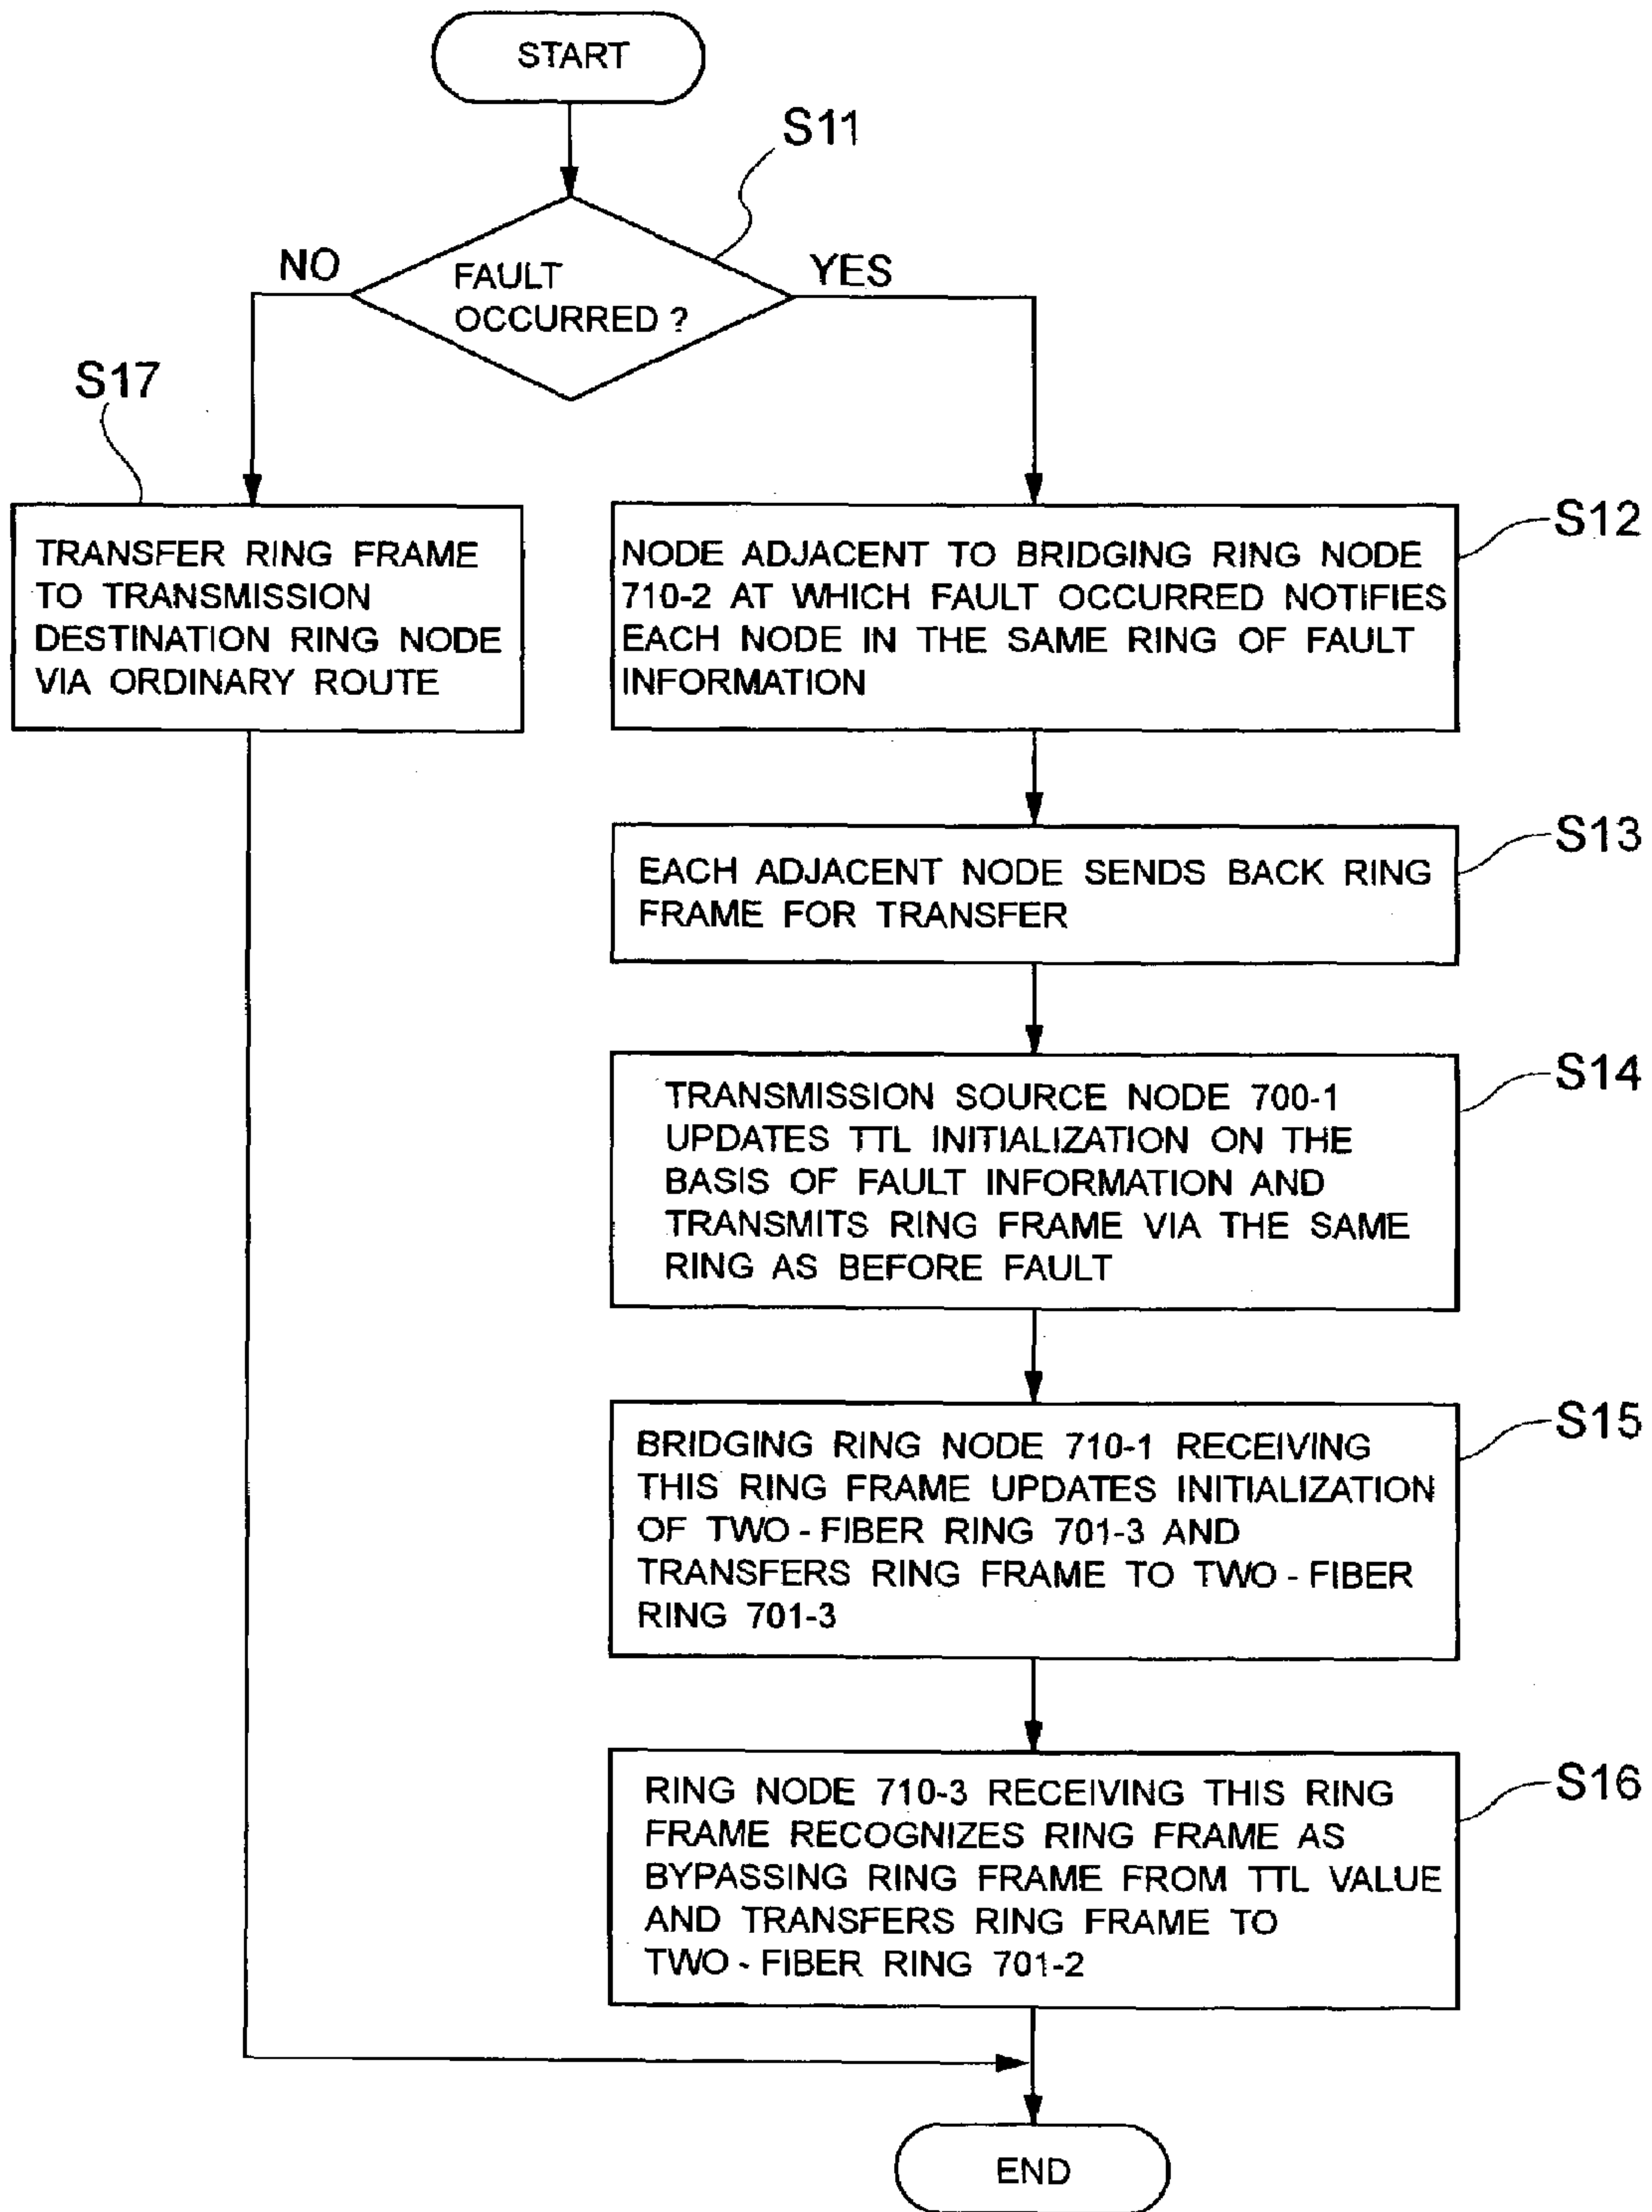 START
S11
NO
FAULT
OCCURRED ?
YES
S17
TRANSFER RING FRAME
TO TRANSMISSION
DESTINATION RING NODE
VIA ORDINARY ROUTE
S12
NODE ADJACENT TO BRIDGING RING NODE
710-2 AT WHICH FAULT OCCURRED NOTIFIES
EACH NODE IN THE SAME RING OF FAULT
INFORMATION
S13
EACH ADJACENT NODE SENDS BACK RING
FRAME FOR TRANSFER
S14
TRANSMISSION SOURCE NODE 700-1
UPDATES TTL INITIALIZATION ON THE
BASIS OF FAULT INFORMATION AND
TRANSMITS RING FRAME VIA THE SAME
RING AS BEFORE FAULT
S15
BRIDGING RING NODE 710-1 RECEIVING
THIS RING FRAME UPDATES INITIALIZATION
OF TWO-FIBER RING 701-3 AND
TRANSFERS RING FRAME TO TWO-FIBER
RING 701-3
S16
RING NODE 710-3 RECEIVING THIS RING
FRAME RECOGNIZES RING FRAME AS
BYPASSING RING FRAME FROM TTL VALUE
AND TRANSFERS RING FRAME TO
TWO-FIBER RING 701-2
END